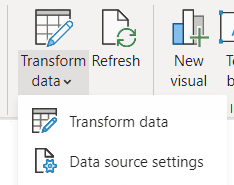 Transform Refresh New
data visual
Transform data
Data source settings